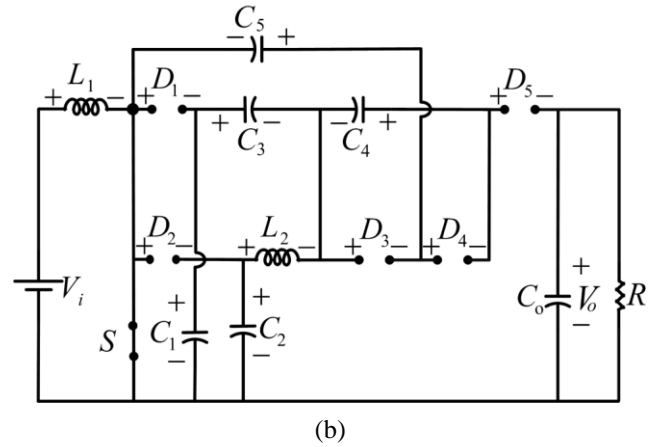 C5
− +
L1 D1 D5
+ − + − + − − + + −
C3 C4
D2 L2 D3 D4
+ − + − + − + −
Vi S + C1 − + C2 − Co + Vo − R
(b)